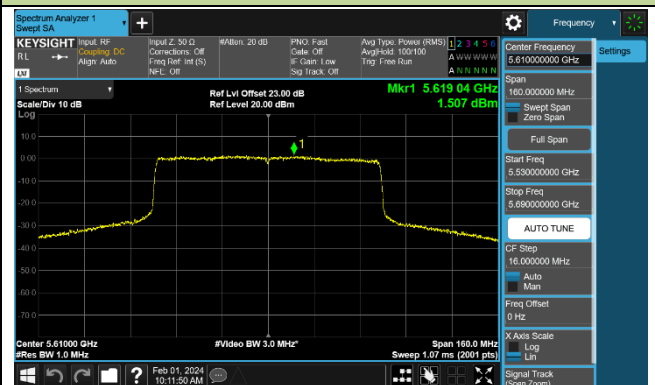 Spectrum Analyzer 1
Swept SA
+
Frequency
KEYSIGHT
RL
LXI
Input: RF
Coupling: DC
Align: Auto
Input Z: 50 Ω
Corrections: Off
Freq Ref: Int (S)
NFE: Off
#Atten: 20 dB
PNO: Fast
Gate: Off
IF Gain: Low
Sig Track: Off
Avg Type: Power (RMS)
Avg|Hold: 100/100
Trig: Free Run
1 2 3 4 5 6
A W W W W W
A N N N N N
1 Spectrum
Scale/Div 10 dB
Log
Ref Lvl Offset 23.00 dB
Ref Level 20.00 dBm
Mkr1 5.619 04 GHz
1.507 dBm
1
10.0
0.00
-10.0
-20.0
-30.0
-40.0
-50.0
-60.0
-70.0
Center 5.61000 GHz
#Res BW 1.0 MHz
#Video BW 3.0 MHz*
Span 160.0 MHz
Sweep 1.07 ms (2001 pts)
Feb 01, 2024
10:11:50 AM
Center Frequency
5.610000000 GHz
Settings
Span
160.000000 MHz
Swept Span
Zero Span
Full Span
Start Freq
5.530000000 GHz
Stop Freq
5.690000000 GHz
AUTO TUNE
CF Step
16.000000 MHz
Auto
Man
Freq Offset
0 Hz
X Axis Scale
Log
Lin
Signal Track
(Span Zoom)